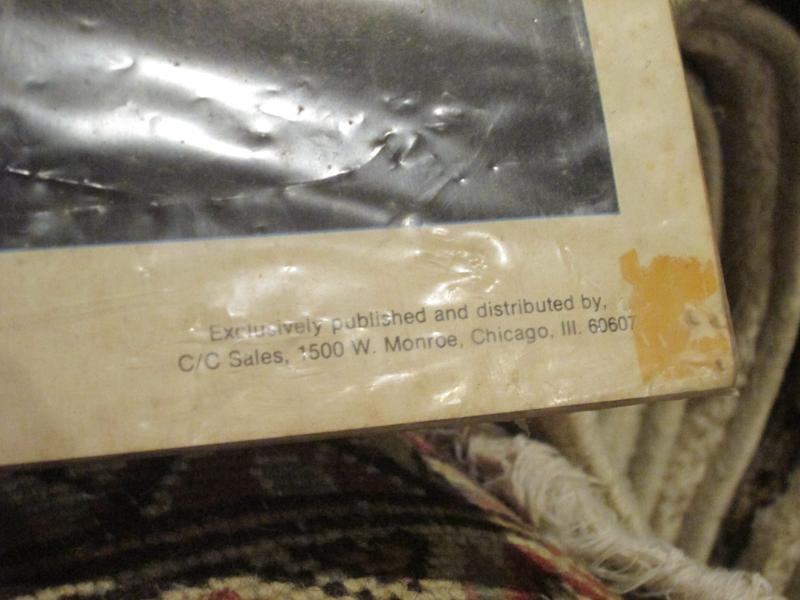 Exclusively published and distributed by,
C/C Sales, 1500 W. Monroe, Chicago, Ill. 60607